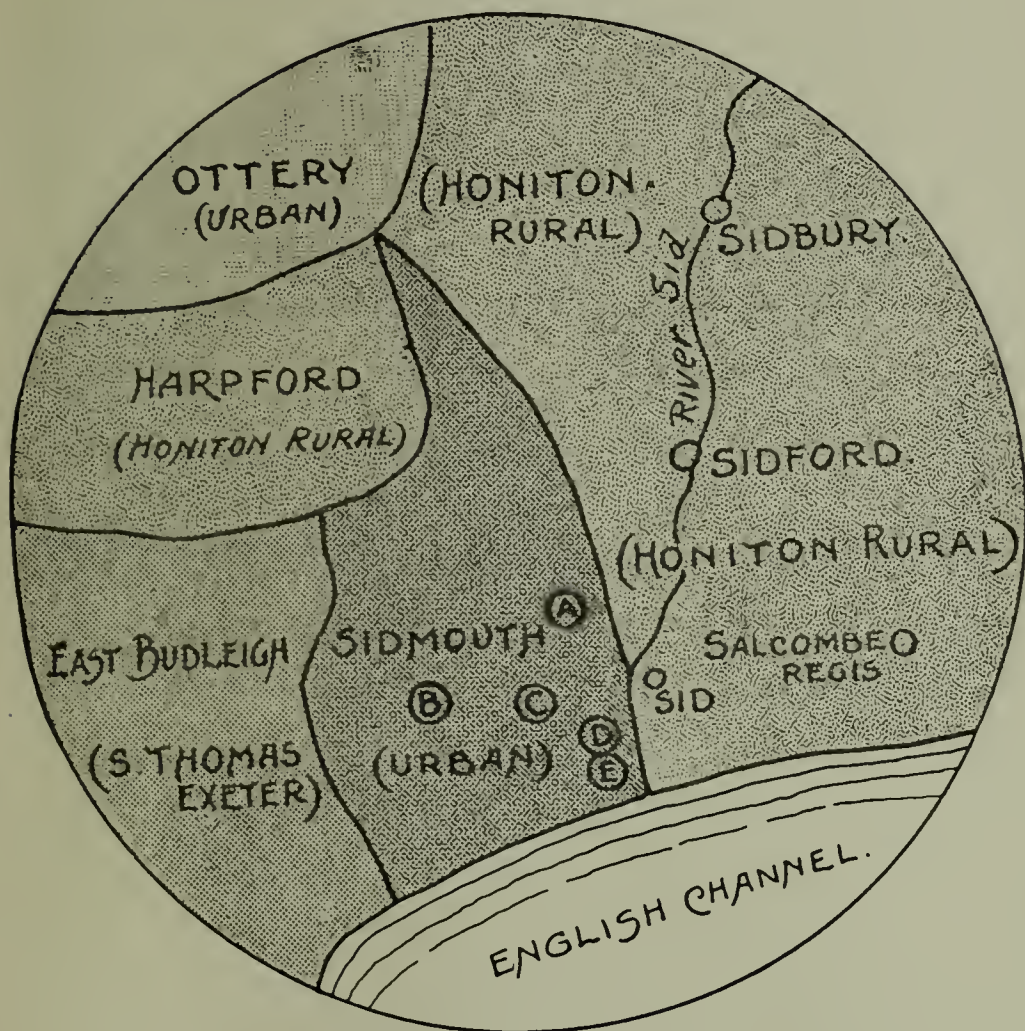 OTTERY
(URBAN)
(HONITON.
RURAL)
SIDBURY.
River Sid
HARPFORD
(HONITON RURAL)
SIDFORD.
(HONITON RURAL)
A
EAST BUDLEIGH
SIDMOUTH
SALCOMBE
REGIS
SID
B
C
D
(S. THOMAS
EXETER)
(URBAN)
E
ENGLISH CHANNEL.